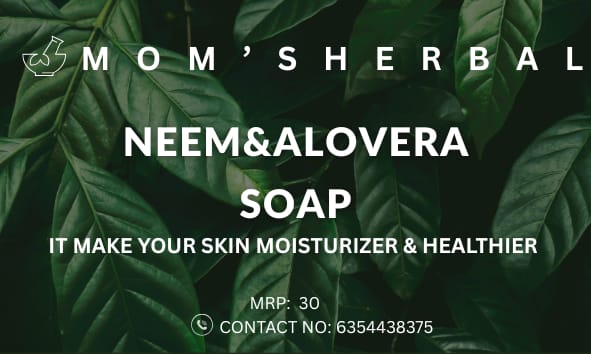 MOM'SHERBAL
NEEM&ALOVERA
SOAP
IT MAKE YOUR SKIN MOISTURIZER & HEALTHIER
MRP: 30
CONTACT NO: 6354438375